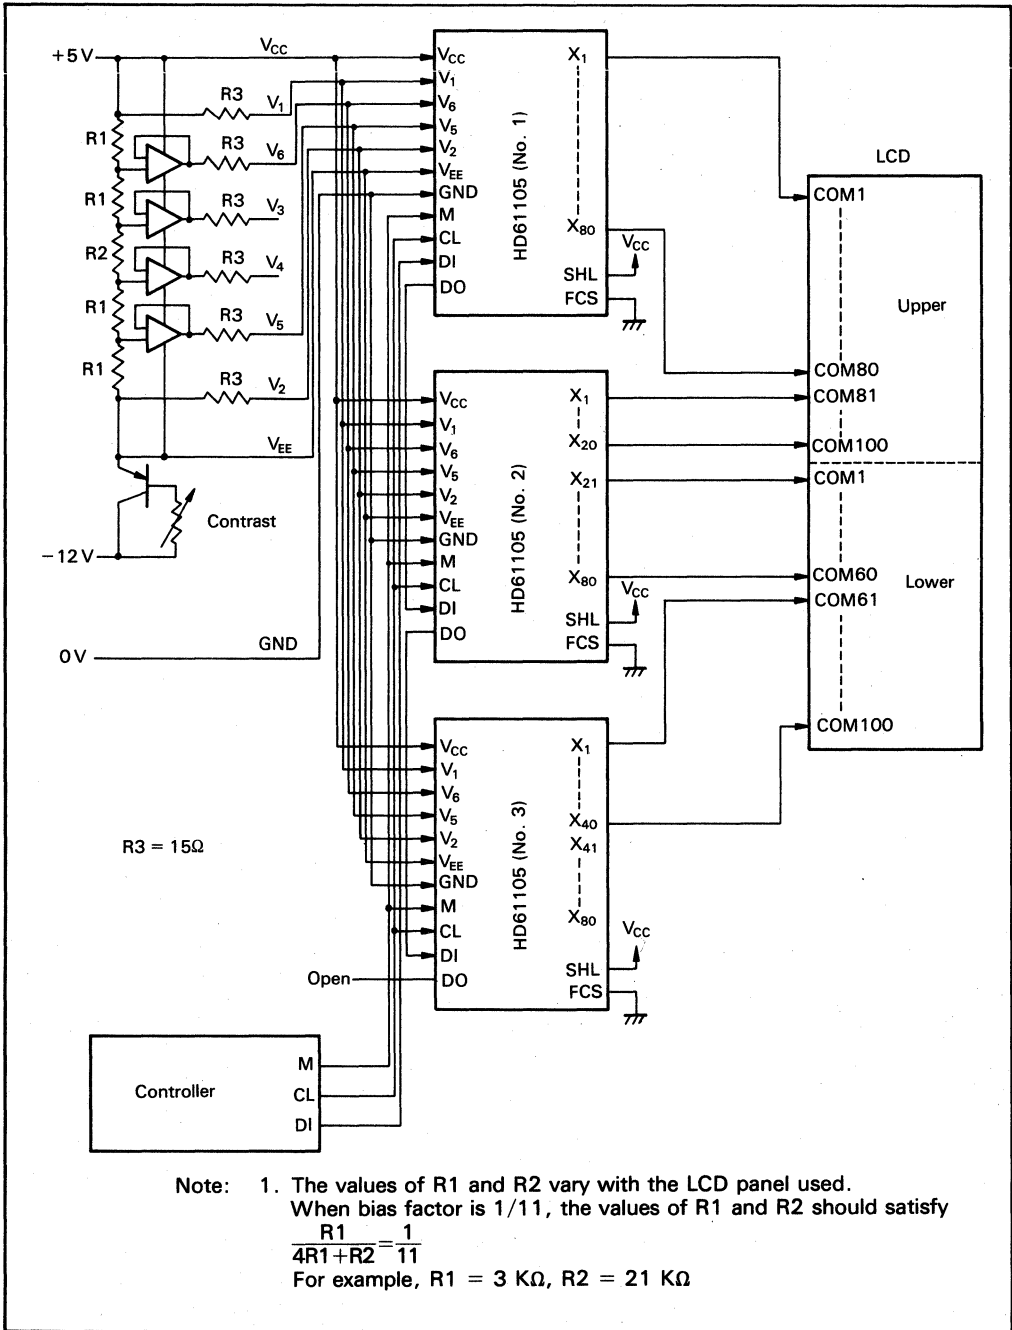 +5V
VCC
R3
V1
R1
R3
V6
R1
R3
V3
R2
R3
V4
R1
R3
V5
R1
R3
V2
VEE
Contrast
−12V
0V
GND
R3 = 15Ω
VCC
V1
V6
V5
V2
VEE
GND
M
CL
DI
DO
HD61105 (No. 1)
X1
X80
VCC
SHL
FCS
VCC
V1
V6
V5
V2
VEE
GND
M
CL
DI
DO
HD61105 (No. 2)
X1
X20
X21
X80
VCC
SHL
FCS
VCC
V1
V6
V5
V2
VEE
GND
M
CL
DI
DO
Open
HD61105 (No. 3)
X1
X40
X41
X80
VCC
SHL
FCS
LCD
COM1
Upper
COM80
COM81
COM100
COM1
COM60
Lower
COM61
COM100
Controller
M
CL
DI
Note: 1. The values of R1 and R2 vary with the LCD panel used.
When bias factor is 1/11, the values of R1 and R2 should satisfy
R1/(4R1+R2)=1/11
For example, R1 = 3 KΩ, R2 = 21 KΩ